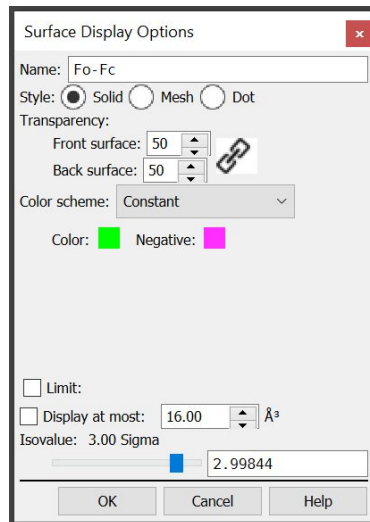 Surface Display Options
Name: Fo-Fc
Style: Solid Mesh Dot
Transparency:
Front surface: 50
Back surface: 50
Color scheme: Constant
Color: Negative:
Limit:
Display at most: 16.00 Å³
Isovalue: 3.00 Sigma
2.99844
OK Cancel Help